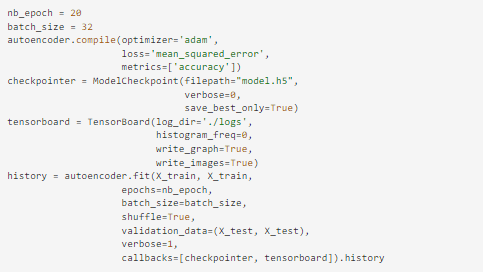 nb_epoch = 20
batch_size = 32
autoencoder.compile(optimizer='adam',
                    loss='mean_squared_error',
                    metrics=['accuracy'])
checkpointer = ModelCheckpoint(filepath="model.h5",
                               verbose=0,
                               save_best_only=True)
tensorboard = TensorBoard(log_dir='./logs',
                          histogram_freq=0,
                          write_graph=True,
                          write_images=True)
history = autoencoder.fit(X_train, X_train,
                    epochs=nb_epoch,
                    batch_size=batch_size,
                    shuffle=True,
                    validation_data=(X_test, X_test),
                    verbose=1,
                    callbacks=[checkpointer, tensorboard]).history